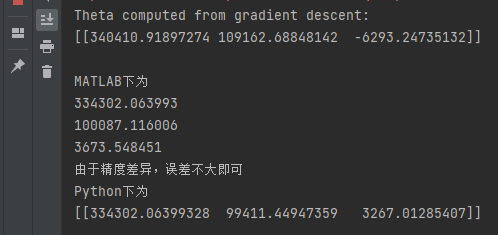 Theta computed from gradient descent:
[[340410.91897274 109162.68848142  -6293.24735132]]
MATLAB下为
334302.063993
100087.116006
3673.548451
由于精度差异，误差不大即可
Python下为
[[334302.06399328  99411.44947359   3267.01285407]]